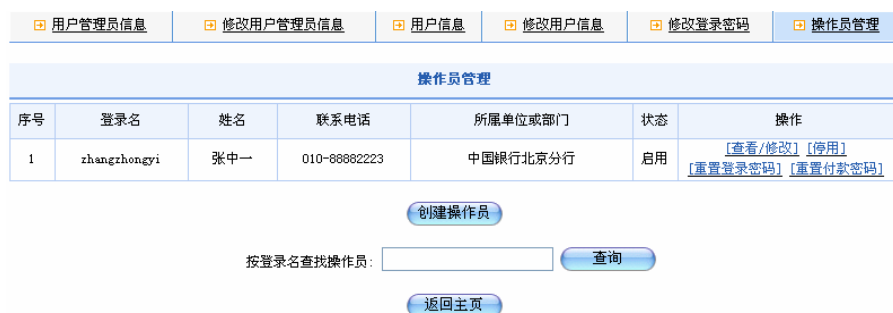 用户管理员信息 修改用户管理员信息 用户信息 修改用户信息 修改登录密码 操作员管理
操作员管理
序号 登录名 姓名 联系电话 所属单位或部门 状态 操作
1 zhangzhongyi 张中一 010-88882223 中国银行北京分行 启用 [查看/修改] [停用]
[重置登录密码] [重置付款密码]
创建操作员
按登录名查找操作员: 查询
返回主页